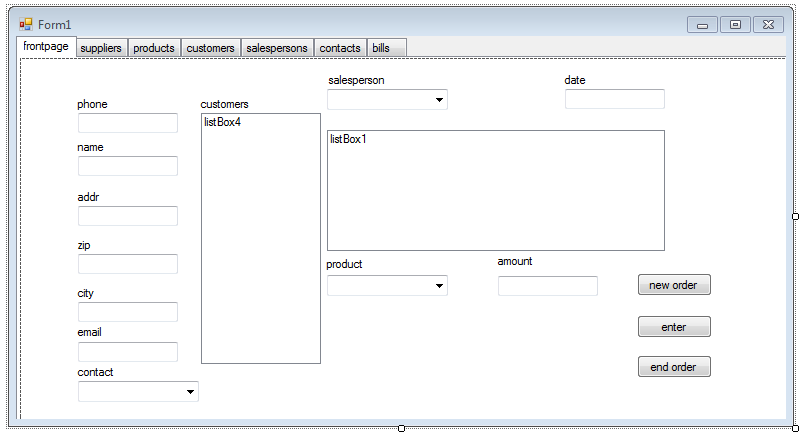 Form1
frontpage suppliers products customers salespersons contacts bills
salesperson date
phone customers
listBox4
listBox1
name
addr
zip
product amount
new order
city
enter
email
end order
contact